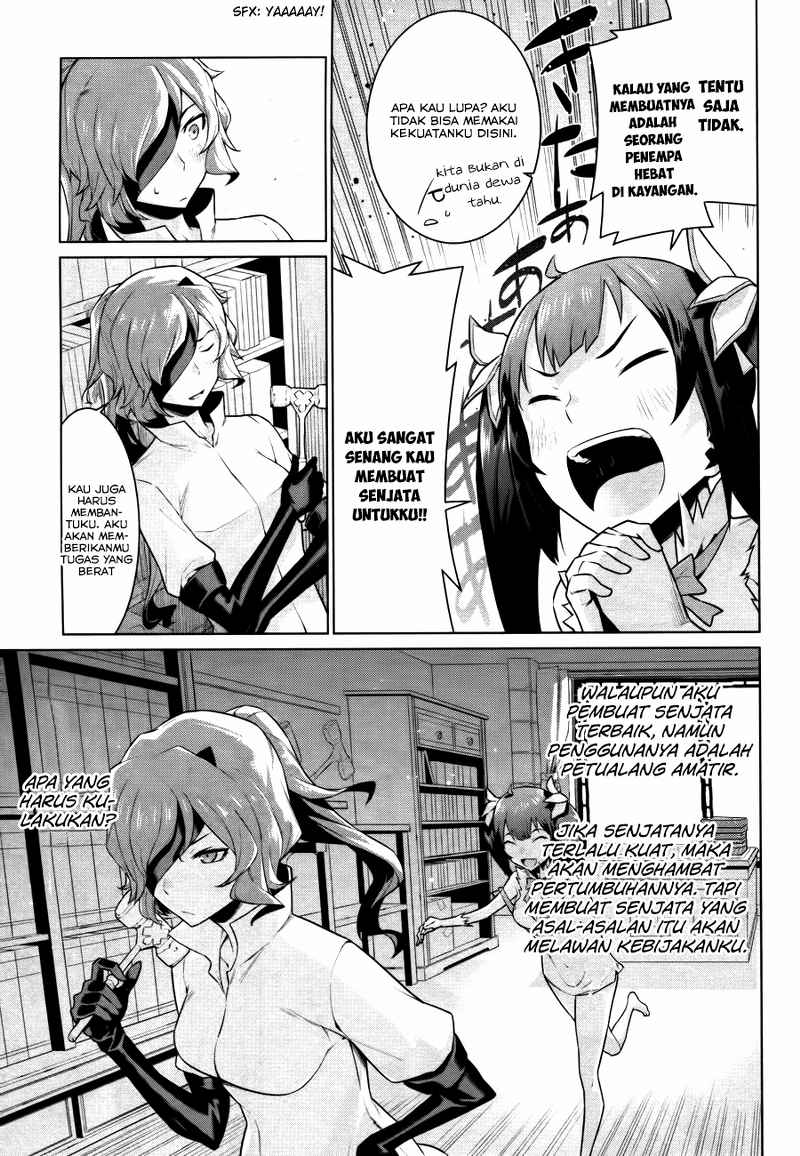 SFX: YAAAAAY!
TENTU
SAJA
TIDAK.
KALAU YANG
MEMBUATNYA
ADALAH
SEORANG
PENEMPA
HEBAT
DI KAYANGAN.
APA KAU LUPA? AKU
TIDAK BISA MEMAKAI
KEKUATANKU DISINI.
kita Bukan di
dunia dewa
tahu.
AKU SANGAT
SENANG KAU
MEMBUAT
SENJATA
UNTUKKU!!
KAU JUGA
HARUS
MEMBAN-
TUKU. AKU
AKAN MEM-
BERIKANMU
TUGAS YANG
BERAT
WALAUPUN AKU
PEMBUAT SENJATA
TERBAIK, NAMUN
PENGGUNANYA ADALAH
PETUALANG AMATIR.
JIKA SENJATANYA
TERLALU KUAT, MAKA
AKAN MENGHAMBAT
PERTUMBUHANNYA. TAPI
MEMBUAT SENJATA YANG
ASAL-ASALAN ITU AKAN
MELAWAN KEBIJAKANKU.
APA YANG
HARUS KU-
LAKUKAN?